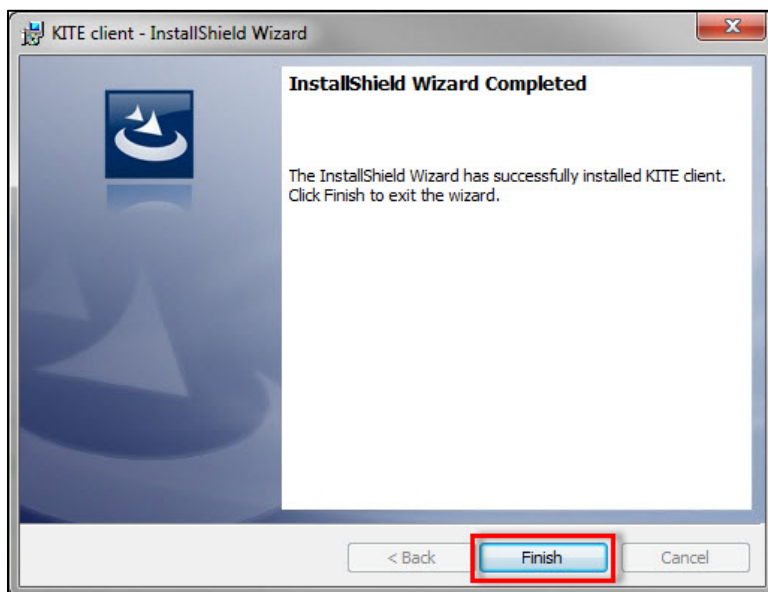 KITE client - InstallShield Wizard
InstallShield Wizard Completed
The InstallShield Wizard has successfully installed KITE client.
Click Finish to exit the wizard.
< Back Finish Cancel